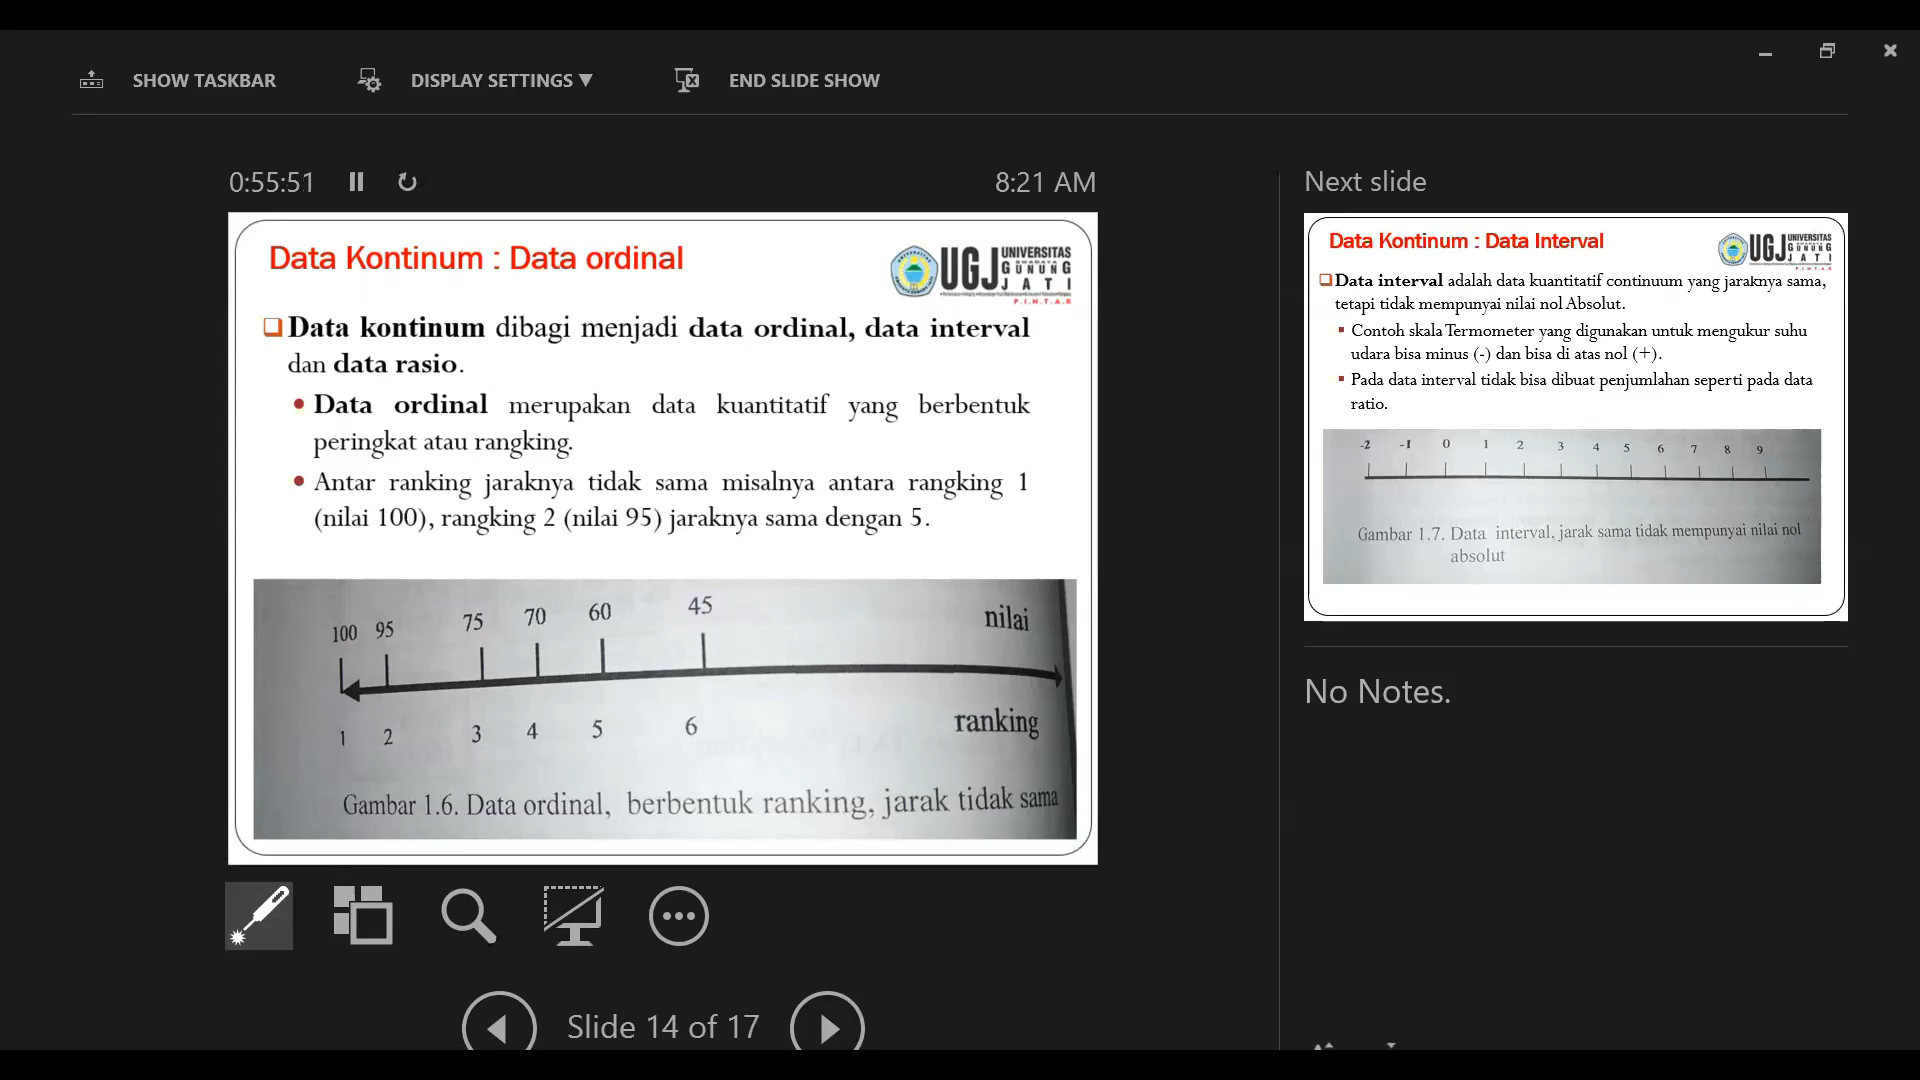 SHOW TASKBAR
DISPLAY SETTINGS ▼
END SLIDE SHOW
0:55:51
8:21 AM
Data Kontinum : Data ordinal
UGJ UNIVERSITAS
GUNUNG
JATI
P.I.N.T.A.R
Data kontinum dibagi menjadi data ordinal, data interval
dan data rasio.
Data ordinal merupakan data kuantitatif yang berbentuk
peringkat atau rangking.
Antar ranking jaraknya tidak sama misalnya antara rangking 1
(nilai 100), rangking 2 (nilai 95) jaraknya sama dengan 5.
100 95 75 70 60 45 nilai
1 2 3 4 5 6 ranking
Gambar 1.6. Data ordinal, berbentuk ranking, jarak tidak sama
Slide 14 of 17
Next slide
Data Kontinum : Data Interval
UGJ UNIVERSITAS
GUNUNG
JATI
P.I.N.T.A.R
Data interval adalah data kuantitatif continuum yang jaraknya sama,
tetapi tidak mempunyai nilai nol Absolut.
Contoh skala Termometer yang digunakan untuk mengukur suhu
udara bisa minus (-) dan bisa di atas nol (+).
Pada data interval tidak bisa dibuat penjumlahan seperti pada data
ratio.
-2 -1 0 1 2 3 4 5 6 7 8 9
Gambar 1.7. Data interval, jarak sama tidak mempunyai nilai nol
absolut
No Notes.